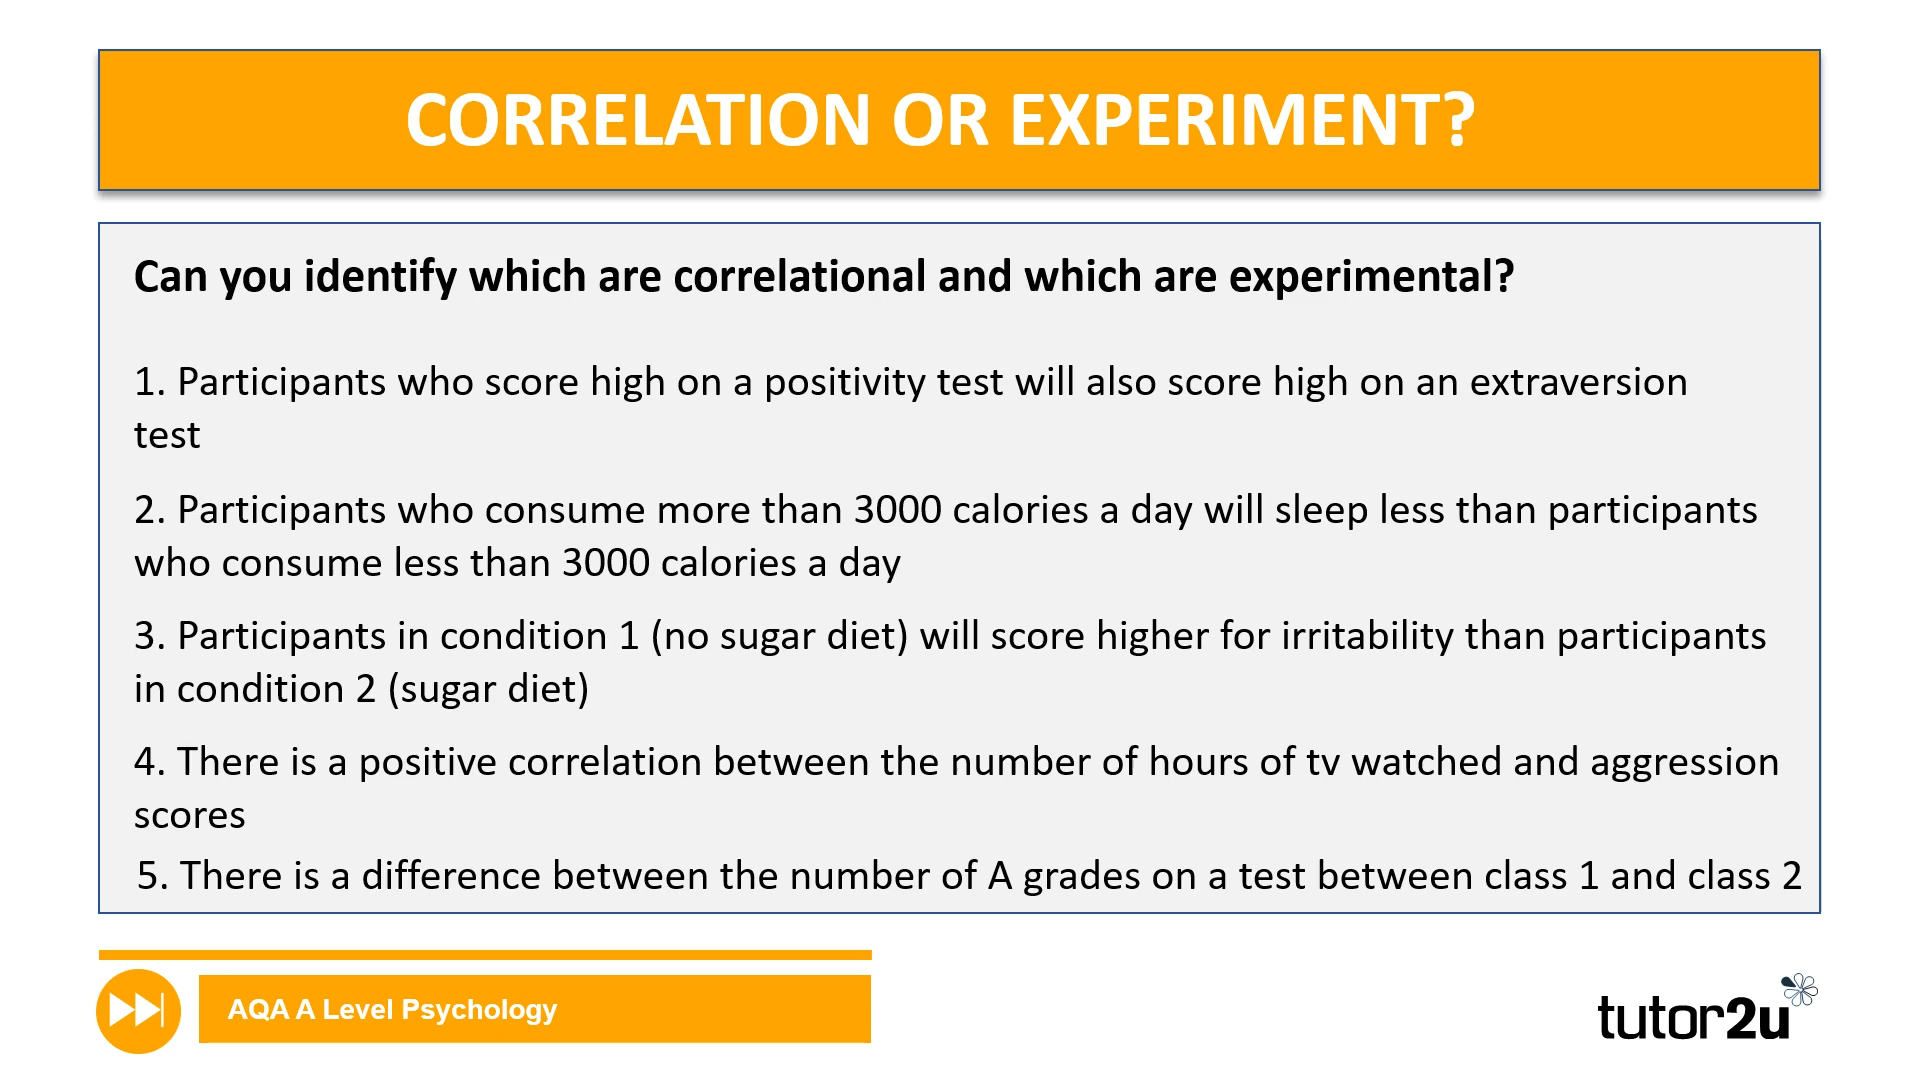 CORRELATION OR EXPERIMENT?
Can you identify which are correlational and which are experimental?
1. Participants who score high on a positivity test will also score high on an extraversion
test
2. Participants who consume more than 3000 calories a day will sleep less than participants
who consume less than 3000 calories a day
3. Participants in condition 1 (no sugar diet) will score higher for irritability than participants
in condition 2 (sugar diet)
4. There is a positive correlation between the number of hours of tv watched and aggression
scores
5. There is a difference between the number of A grades on a test between class 1 and class 2
AQA A Level Psychology
tutor2u